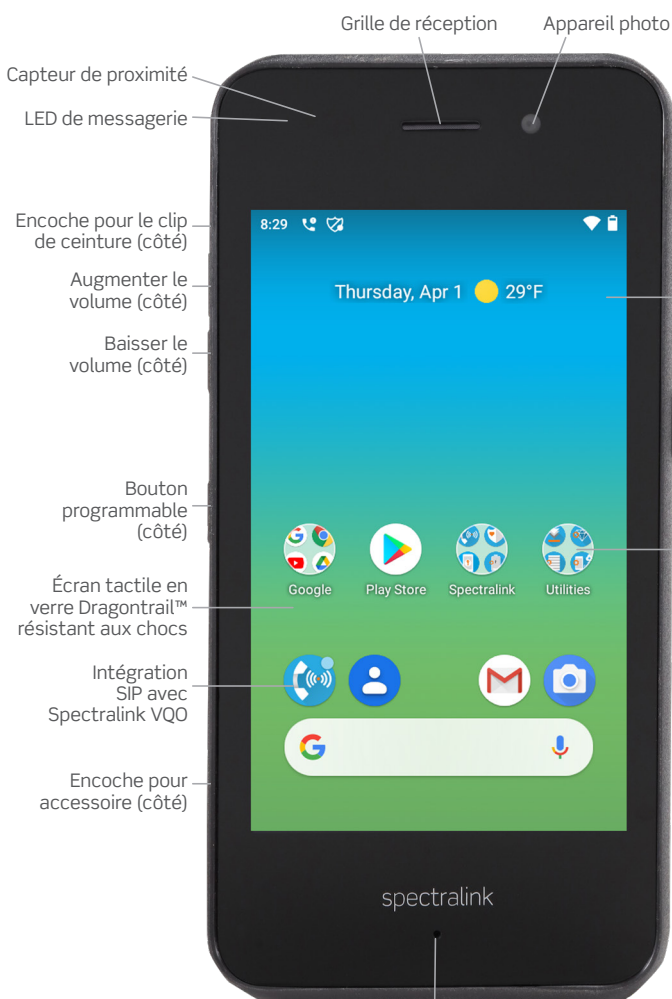 Grille de réception
Appareil photo
Capteur de proximité
LED de messagerie
Encoche pour le clip
de ceinture (côté)
Augmenter le
volume (côté)
Baisser le
volume (côté)
Bouton
programmable
(côté)
Écran tactile en
verre Dragontrail™
résistant aux chocs
Intégration
SIP avec
Spectralink VQO
Encoche pour
accessoire (côté)
8:29
Thursday, Apr 1 29°F
Google Play Store Spectralink Utilities
spectralink